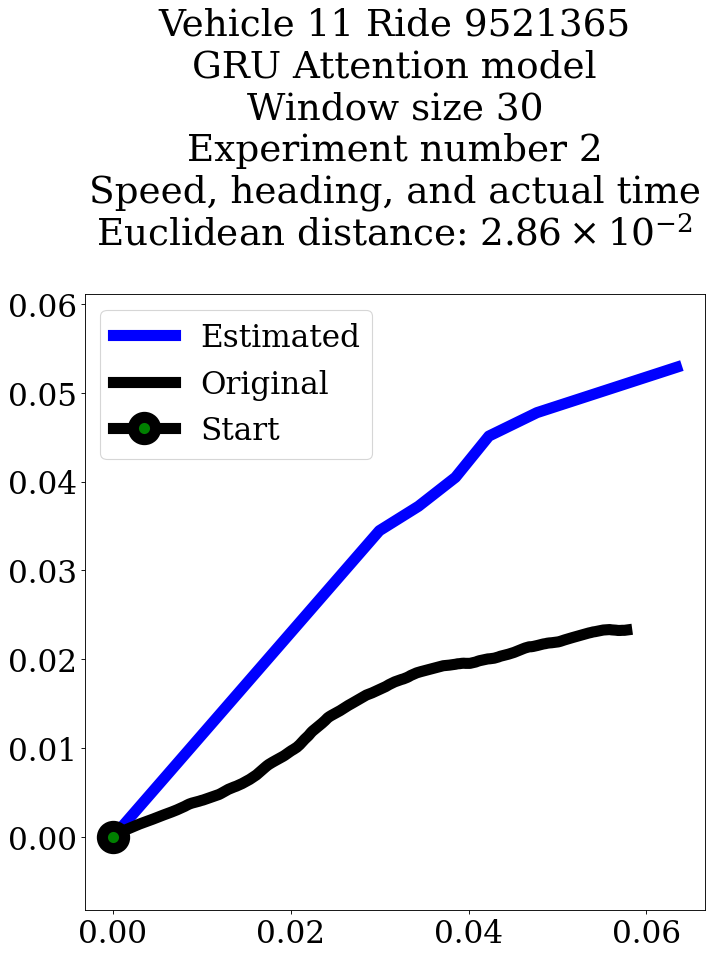 Vehicle 11 Ride 9521365
GRU Attention model
Window size 30
Experiment number 2
Speed, heading, and actual time
Euclidean distance: 2.86 × 10⁻²
Estimated
Original
Start
0.06
0.05
0.04
0.03
0.02
0.01
0.00
0.00 0.02 0.04 0.06